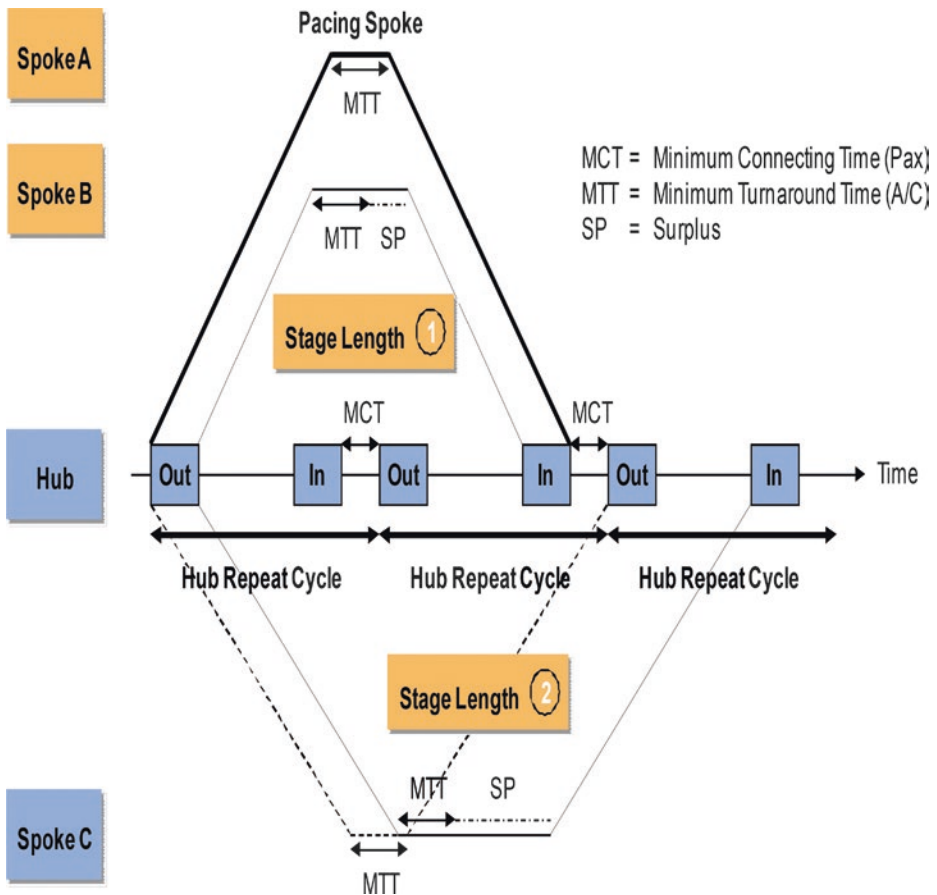 Pacing Spoke
Spoke A
MTT
Spoke B
MCT = Minimum Connecting Time (Pax)
MTT = Minimum Turnaround Time (A/C)
SP = Surplus
MTT SP
Stage Length 1
MCT MCT
Hub
Out In Out In Out In
Time
Hub Repeat Cycle Hub Repeat Cycle Hub Repeat Cycle
Stage Length 2
MTT SP
Spoke C
MTT